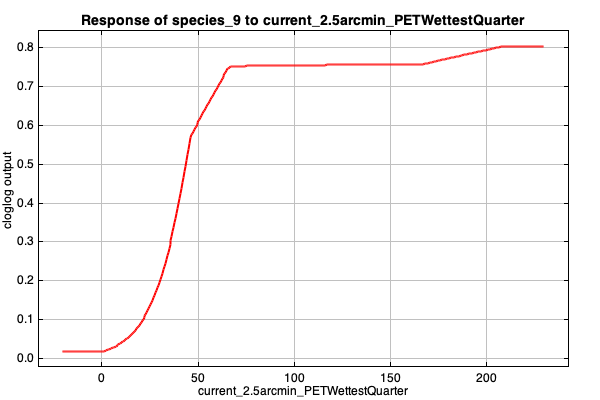 Response of species_9 to current_2.5arcmin_PETWettestQuarter
0.8
0.7
0.6
0.5
0.4
0.3
0.2
0.1
0.0
cloglog output
0 50 100 150 200
current_2.5arcmin_PETWettestQuarter